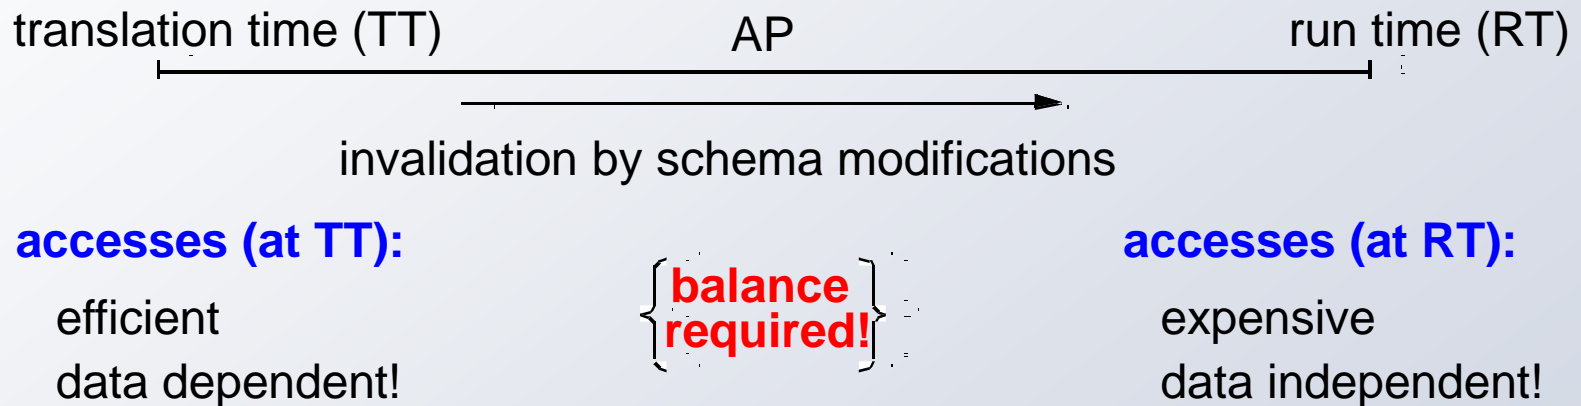 translation time (TT) AP run time (RT)
invalidation by schema modifications
accesses (at TT): accesses (at RT):
balance
required!
efficient expensive
data dependent! data independent!